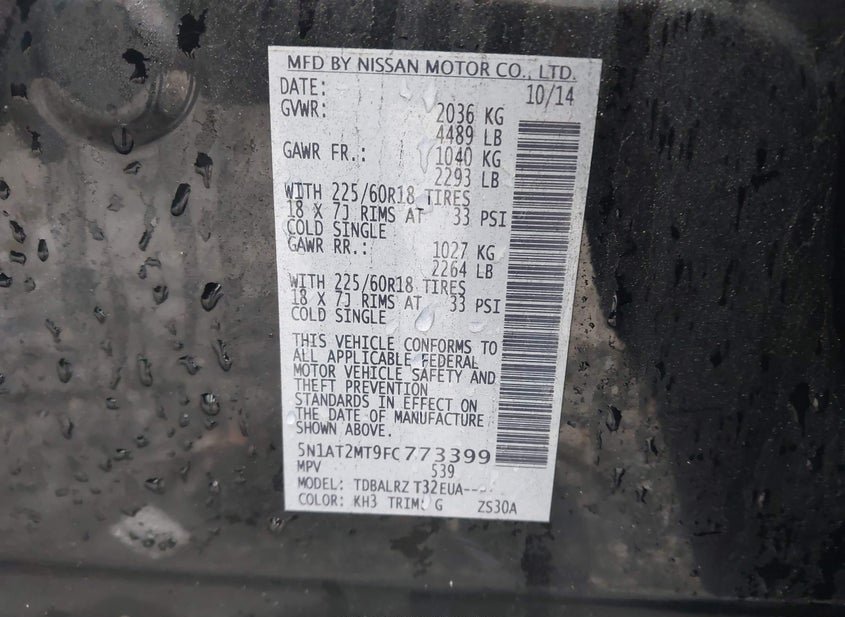 MFD BY NISSAN MOTOR CO., LTD.
DATE: 10/14
GVWR: 2036 KG
4489 LB
GAWR FR.: 1040 KG
2293 LB
WITH 225/60R18 TIRES
18 X 7J RIMS AT 33 PSI
COLD SINGLE
GAWR RR.: 1027 KG
2264 LB
WITH 225/60R18 TIRES
18 X 7J RIMS AT 33 PSI
COLD SINGLE
THIS VEHICLE CONFORMS TO
ALL APPLICABLE FEDERAL
MOTOR VEHICLE SAFETY AND
THEFT PREVENTION
STANDARDS IN EFFECT ON
THE DATE OF MANUFACTURE
SHOWN ABOVE.
5N1AT2MT9FC773399
MPV 539
MODEL: TDBALRZ T32EUA--
COLOR: KH3 TRIM: G ZS30A